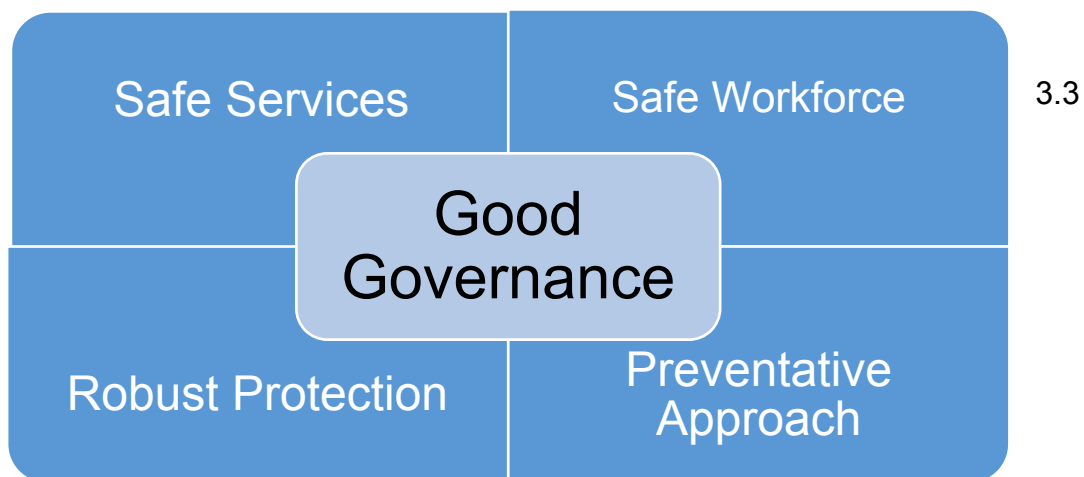 Safe Services
Safe Workforce
3.3
Good
Governance
Robust Protection
Preventative
Approach